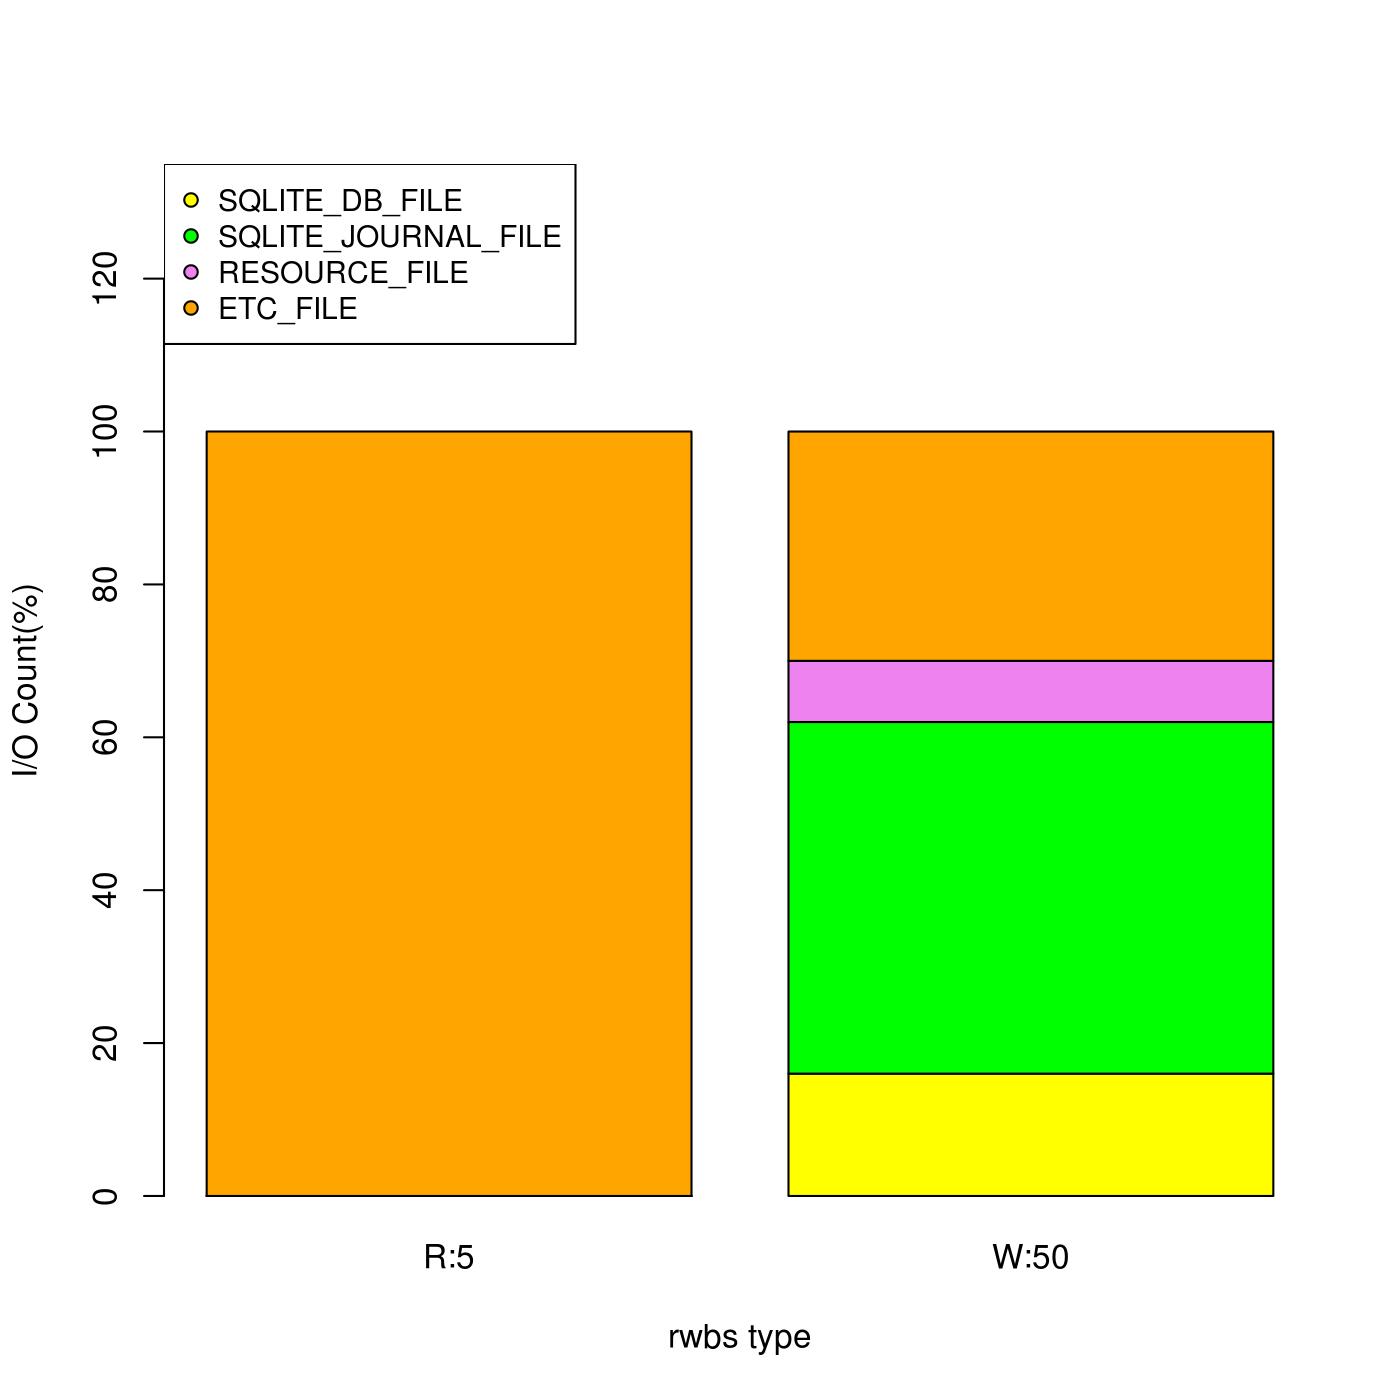 SQLITE_DB_FILE
SQLITE_JOURNAL_FILE
RESOURCE_FILE
ETC_FILE
120
100
80
60
40
20
0
I/O Count(%)
R:5
W:50
rwbs type